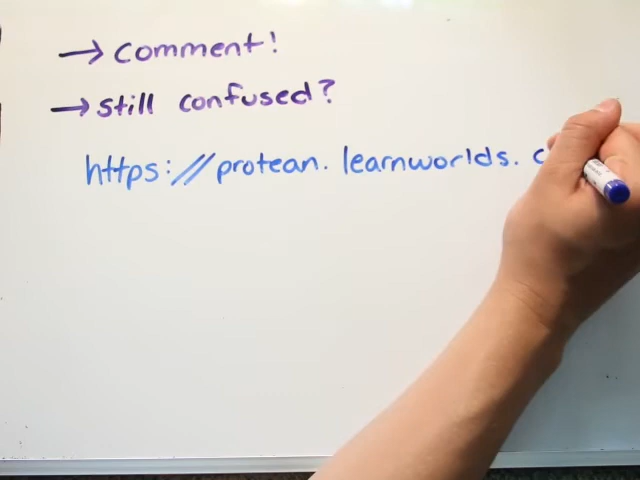 → comment!
→ still confused?
https://protean.learnworlds.c